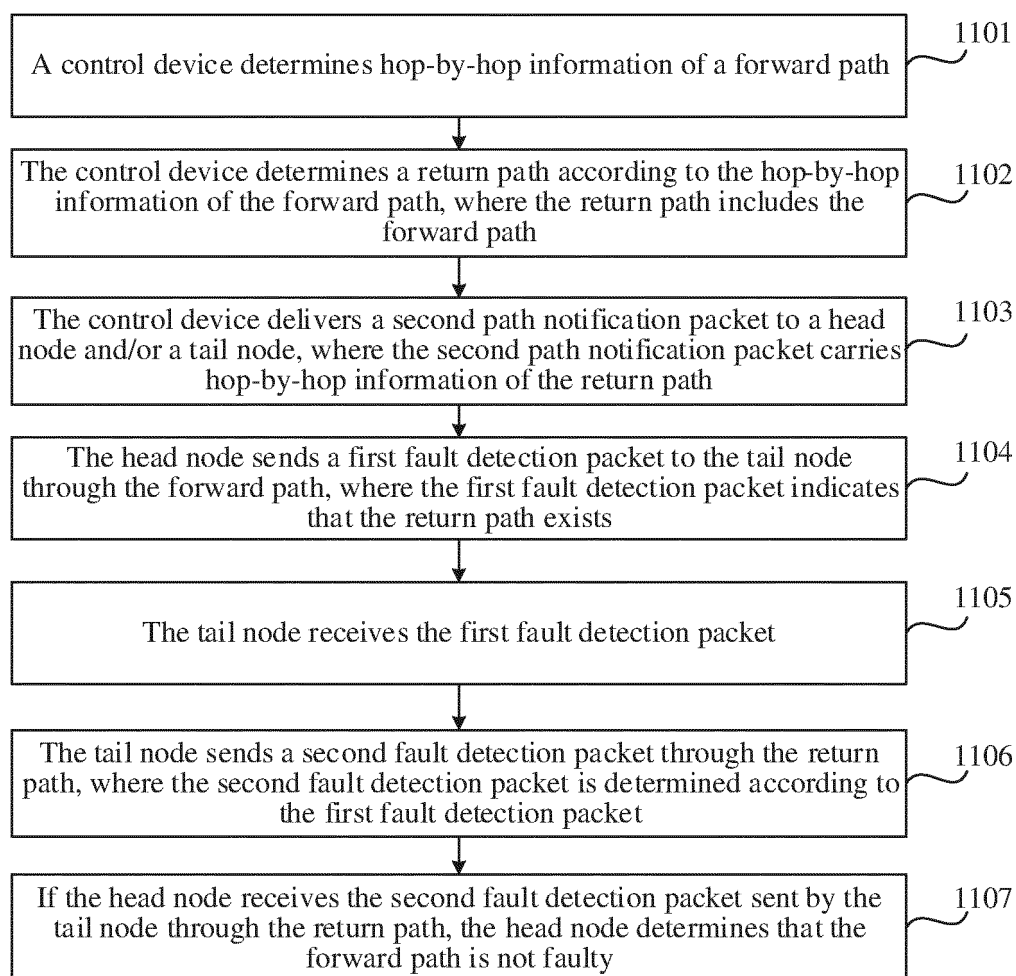 A control device determines hop-by-hop information of a forward path
1101
The control device determines a return path according to the hop-by-hop
information of the forward path, where the return path includes the
forward path
1102
The control device delivers a second path notification packet to a head
node and/or a tail node, where the second path notification packet carries
hop-by-hop information of the return path
1103
The head node sends a first fault detection packet to the tail node
through the forward path, where the first fault detection packet indicates
that the return path exists
1104
The tail node receives the first fault detection packet
1105
The tail node sends a second fault detection packet through the return
path, where the second fault detection packet is determined according to
the first fault detection packet
1106
If the head node receives the second fault detection packet sent by the
tail node through the return path, the head node determines that the
forward path is not faulty
1107